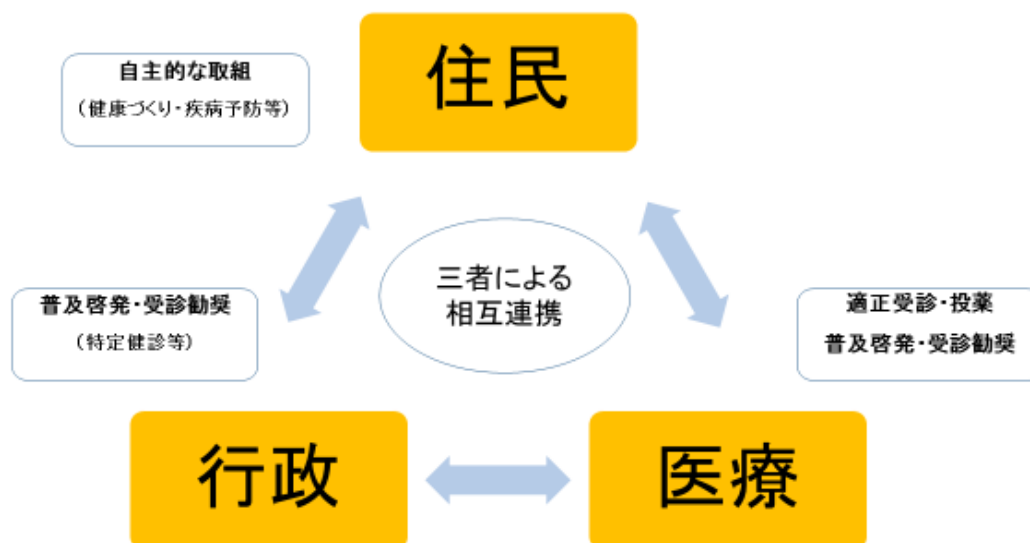 住民
自主的な取組
（健康づくり・疾病予防等）
三者による
相互連携
普及啓発・受診勧奨
（特定健診等）
適正受診・投薬
普及啓発・受診勧奨
行政
医療